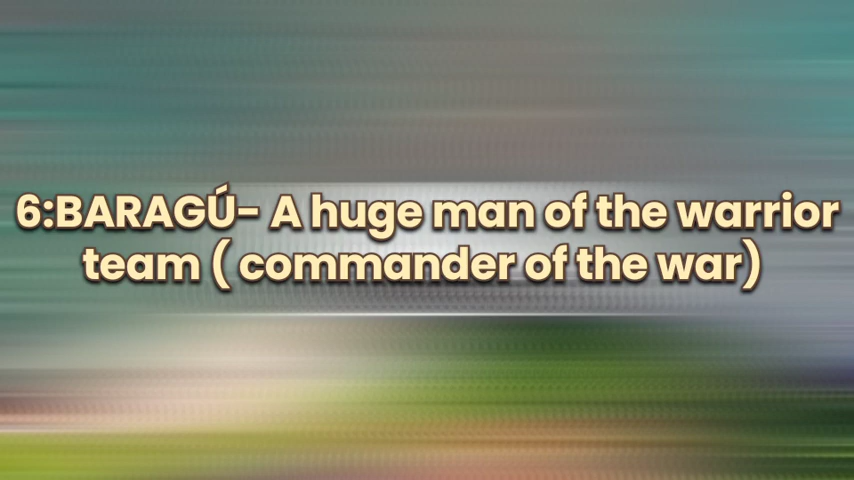 6:BARAGÚ- A huge man of the warrior
team ( commander of the war)